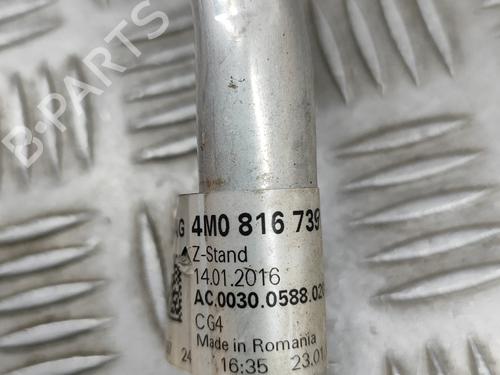 B-PARTS
4M0 816 739
Z-Stand
14.01.2016
AC.0030.0588.02
CG4
Made in Romania
24 16:35 23.01